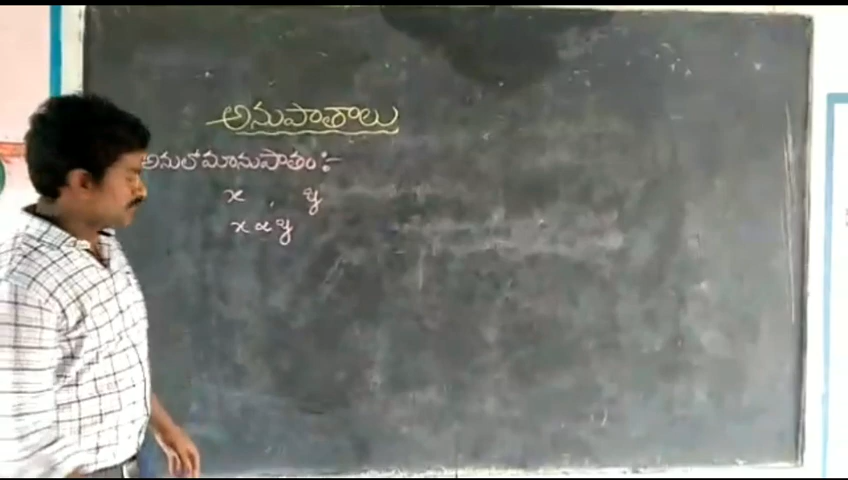 అనుపాతాలు
అనులోమానుపాతం :-
x , y
x ∝ y